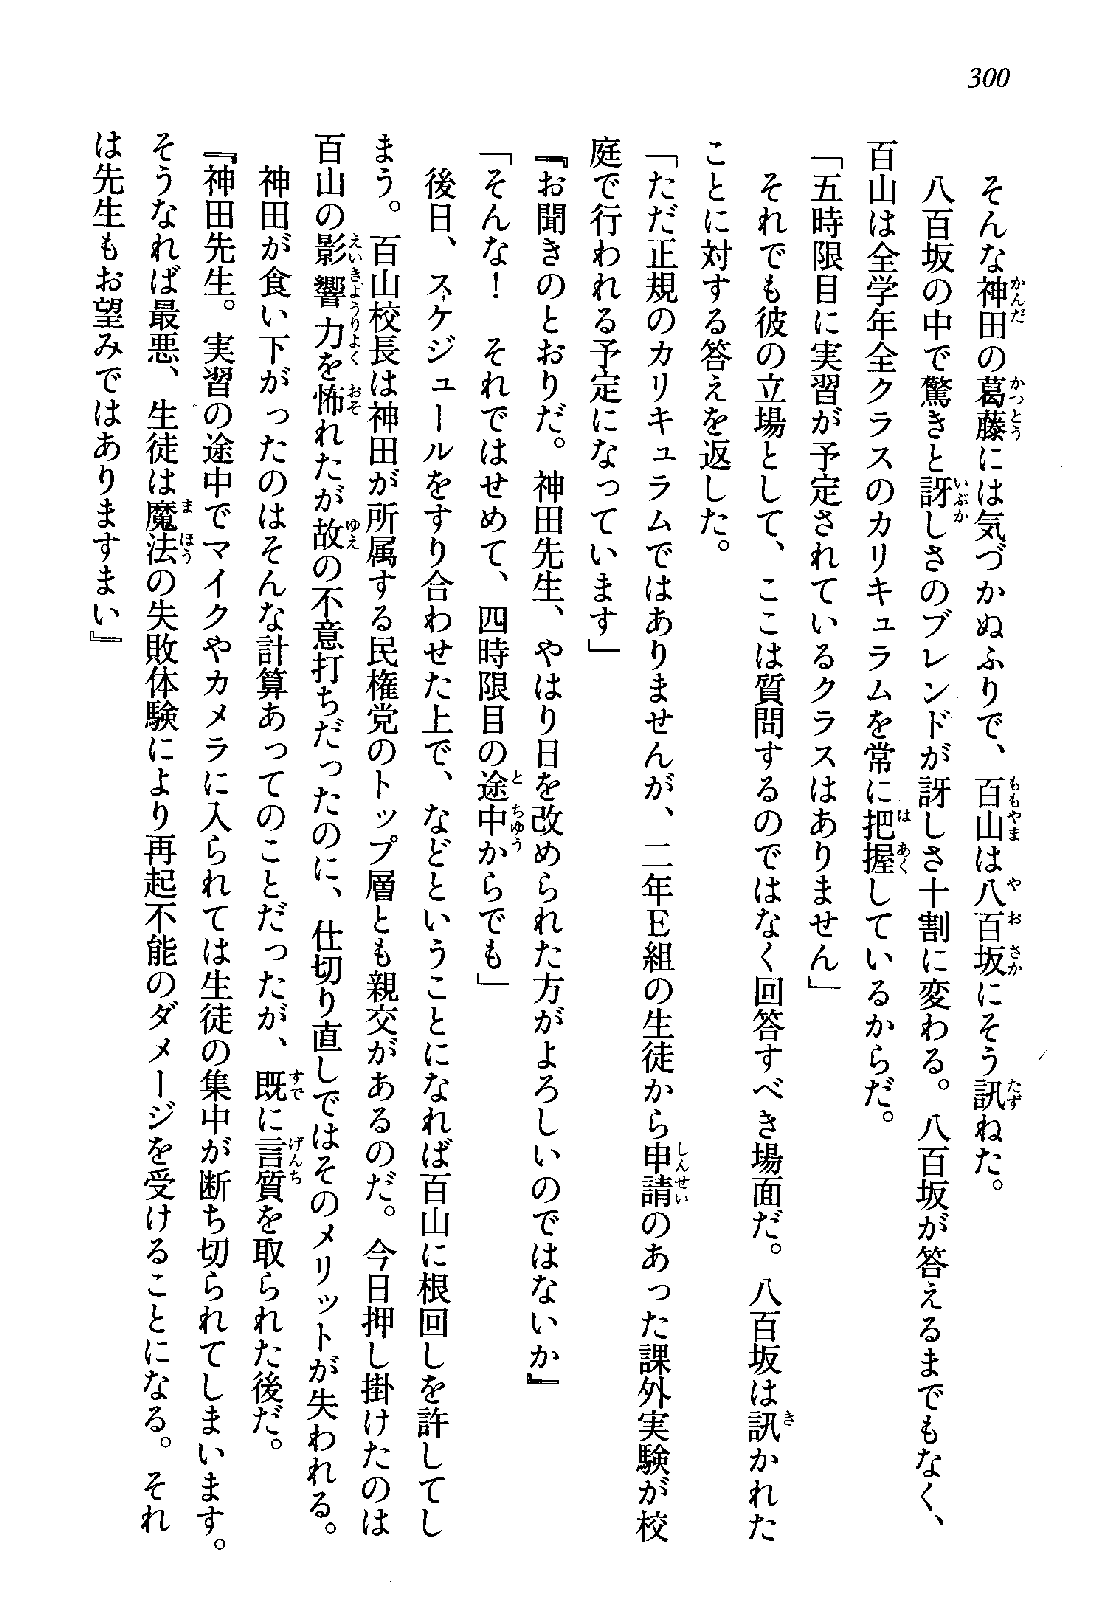 300
そんな神田の葛藤には気づかぬふりで、百山は八百坂にそう訊ねた。
八百坂の中で驚きと訝しさのブレンドが訝しさ十割に変わる。八百坂が答えるまでもなく、
百山は全学年全クラスのカリキュラムを常に把握しているからだ。
「五時限目に実習が予定されているクラスはありません」
それでも彼の立場として、ここは質問するのではなく回答すべき場面だ。八百坂は訊かれた
ことに対する答えを返した。
「ただ正規のカリキュラムではありませんが、二年E組の生徒から申請のあった課外実験が校
庭で行われる予定になっています」
『お聞きのとおりだ。神田先生、やはり日を改められた方がよろしいのではないか』
「そんな！　それではせめて、四時限目の途中からでも」
後日、スケジュールをすり合わせた上で、などということになれば百山に根回しを許してし
まう。百山校長は神田が所属する民権党のトップ層とも親交があるのだ。今日押し掛けたのは
百山の影響力を怖れたが故の不意打ちだったのに、仕切り直しではそのメリットが失われる。
神田が食い下がったのはそんな計算あってのことだったが、既に言質を取られた後だ。
『神田先生。実習の途中でマイクやカメラに入られては生徒の集中が断ち切られてしまいます。
そうなれば最悪、生徒は魔法の失敗体験により再起不能のダメージを受けることになる。それ
は先生もお望みではありますまい』